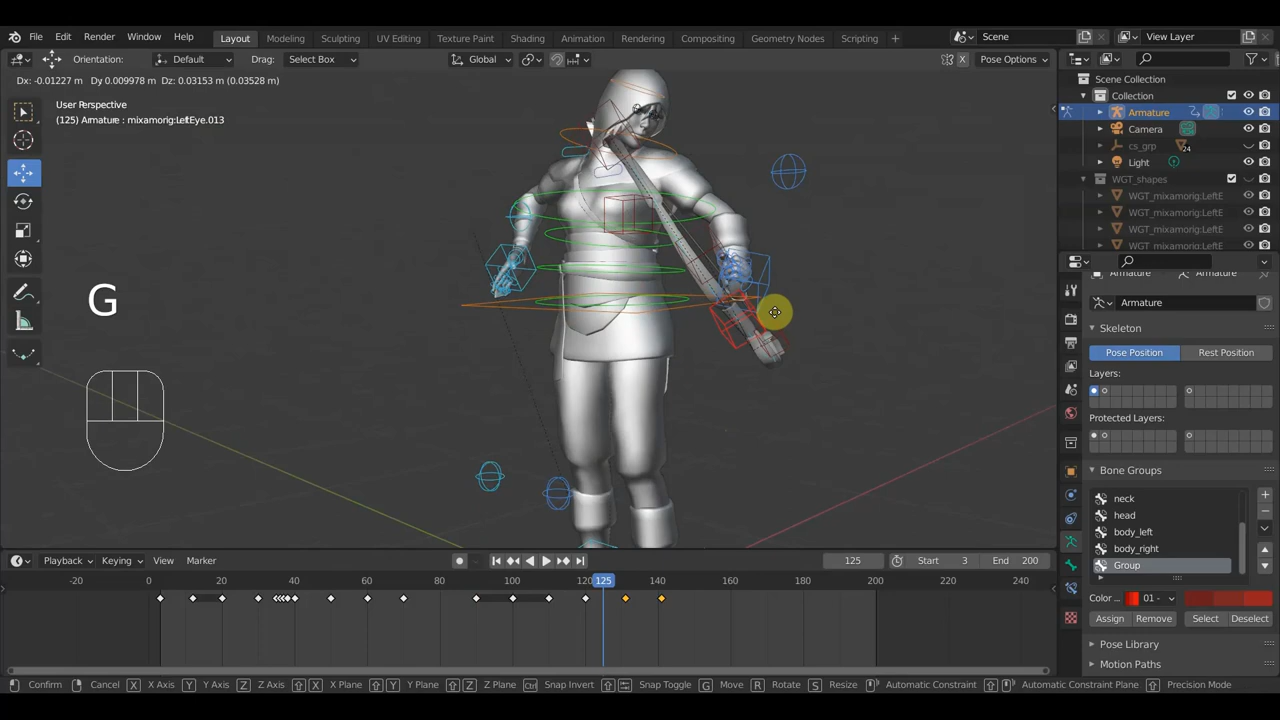 File Edit Render Window Help Layout Modeling Sculpting UV Editing Texture Paint Shading Animation Rendering Compositing Geometry Nodes Scripting + Scene View Layer
Orientation: Default Drag: Select Box Global X Pose Options
Dx: -0.01227 m Dy 0.009978 m Dz: 0.03153 m (0.03528 m)
User Perspective
(125) Armature : mixamorig:LeftEye.013
G
Scene Collection
Collection
Armature
Camera
cs_grp 24
Light
WGT_shapes
WGT_mixamorig:LeftE
WGT_mixamorig:LeftE
WGT_mixamorig:LeftE
WGT_mixamorig:LeftE
Armature Armature
Armature
Skeleton
Pose Position Rest Position
Layers:
Protected Layers:
Bone Groups
neck
head
body_left
body_right
Group
Color ... 01 -
Assign Remove Select Deselect
Pose Library
Motion Paths
Playback Keying View Marker 125 Start 3 End 200
-20 0 20 40 60 80 100 120 125 140 160 180 200 220 240
Confirm Cancel X X Axis Y Y Axis Z Z Axis X X Plane Y Y Plane Z Z Plane Ctrl Snap Invert Snap Toggle G Move R Rotate S Resize Automatic Constraint Automatic Constraint Plane Precision Mode